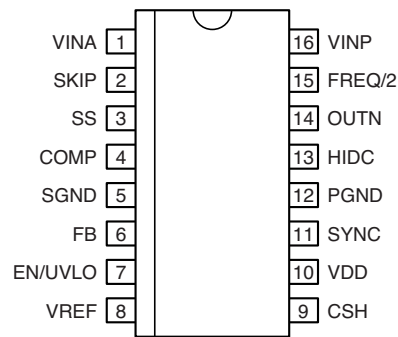 VINA 1 16 VINP
SKIP 2 15 FREQ/2
SS 3 14 OUTN
COMP 4 13 HIDC
SGND 5 12 PGND
FB 6 11 SYNC
EN/UVLO 7 10 VDD
VREF 8 9 CSH